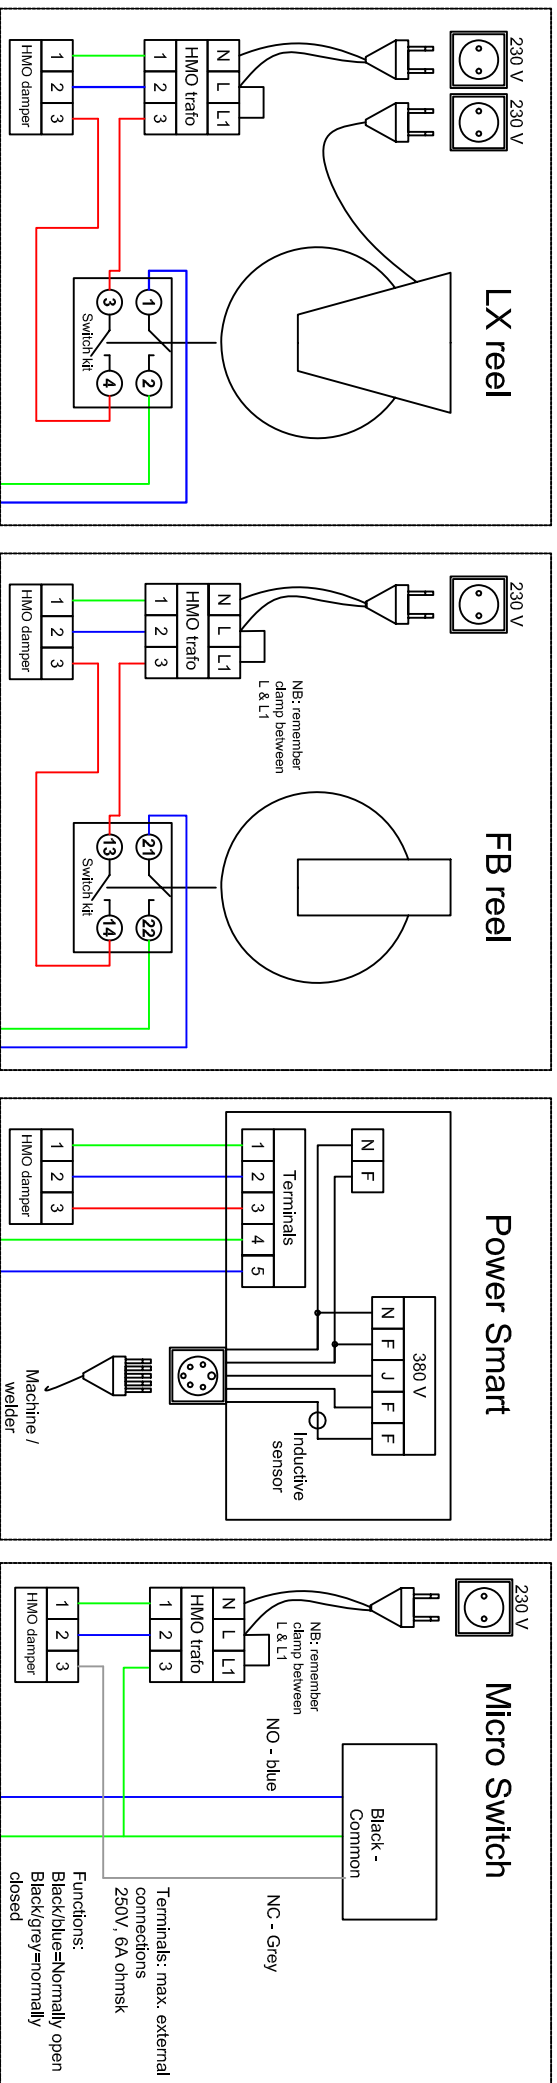 LX reel
230 V
230 V
N L L1
HMO trafo
1 2 3
1 2 3
HMO damper
1 2
3 4
Switch kit
FB reel
230 V
N L L1
HMO trafo
1 2 3
NB: remember
clamp between
L & L1
1 2 3
HMO damper
21 22
13 14
Switch kit
Power Smart
380 V
N F J F F
N F
Terminals
1 2 3 4 5
Inductive
sensor
1 2 3
HMO damper
Machine /
welder
Micro Switch
230 V
N L L1
HMO trafo
1 2 3
NB: remember
clamp between
L & L1
Black -
Common
NO - blue
NC - Grey
1 2 3
HMO damper
Terminals: max. external
connections
250V, 6A ohmsk
Functions:
Black/blue=Normally open
Black/grey=normally
closed